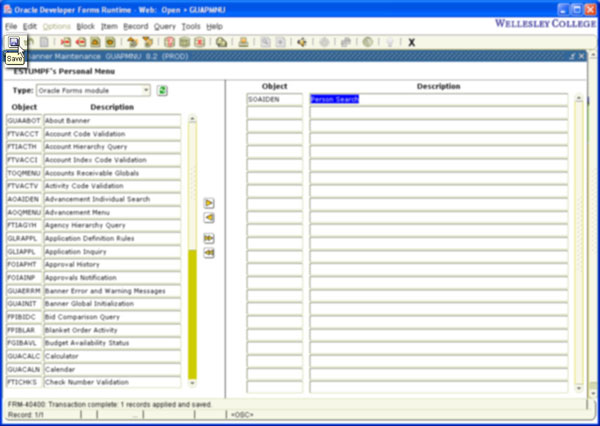 Oracle Developer Forms Runtime - Web: Open > GUAPMNU
File Edit Options Block Item Record Query Tools Help
WELLESLEY COLLEGE
X
Save
Banner Maintenance GUAPMNU 8.2 (PROD)
ESTUMPF's Personal Menu
Type: Oracle Forms module
Object Description
Object Description
SOAIDEN Person Search
GUAABOT About Banner
FTVACCT Account Code Validation
FTIACTH Account Hierarchy Query
FTVACCI Account Index Code Validation
TOQMENU Accounts Receivable Globals
FTVACTV Activity Code Validation
AOAIDEN Advancement Individual Search
AOQMENU Advancement Menu
FTIAGYH Agency Hierarchy Query
GLRAPPL Application Definition Rules
GLIAPPL Application Inquiry
FOIAPHT Approval History
FOIAINP Approvals Notification
GUAERRM Banner Error and Warning Messages
GUAINIT Banner Global Initialization
FPIBIDC Bid Comparison Query
FPIBLAR Blanket Order Activity
FGIBAVL Budget Availability Status
GUACALC Calculator
GUACALN Calendar
FTICHKS Check Number Validation
FRM-40400: Transaction complete: 1 records applied and saved.
Record: 1/1 ... <OSC>